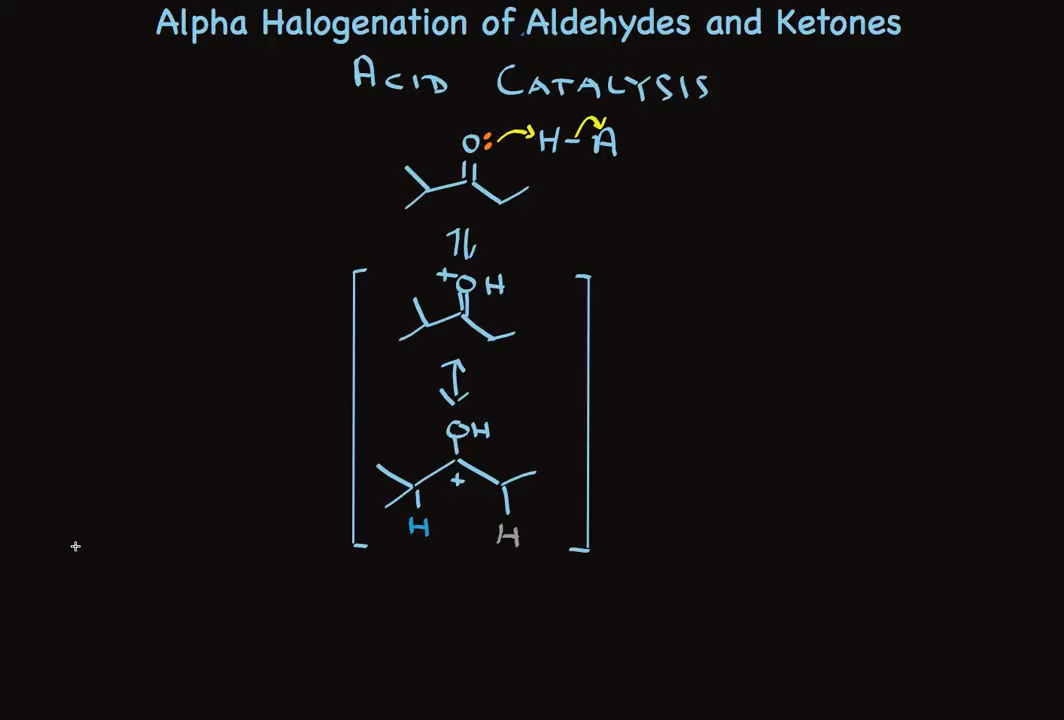 Alpha Halogenation of Aldehydes and Ketones
ACID CATALYSIS
O: H-A
+
OH
OH
+
H
H